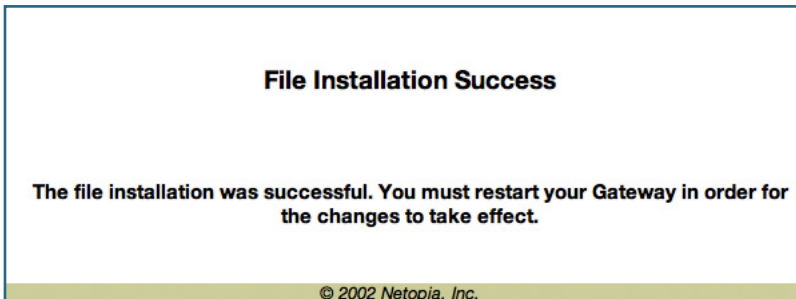 File Installation Success
The file installation was successful. You must restart your Gateway in order for
the changes to take effect.
© 2002 Netopia, Inc.